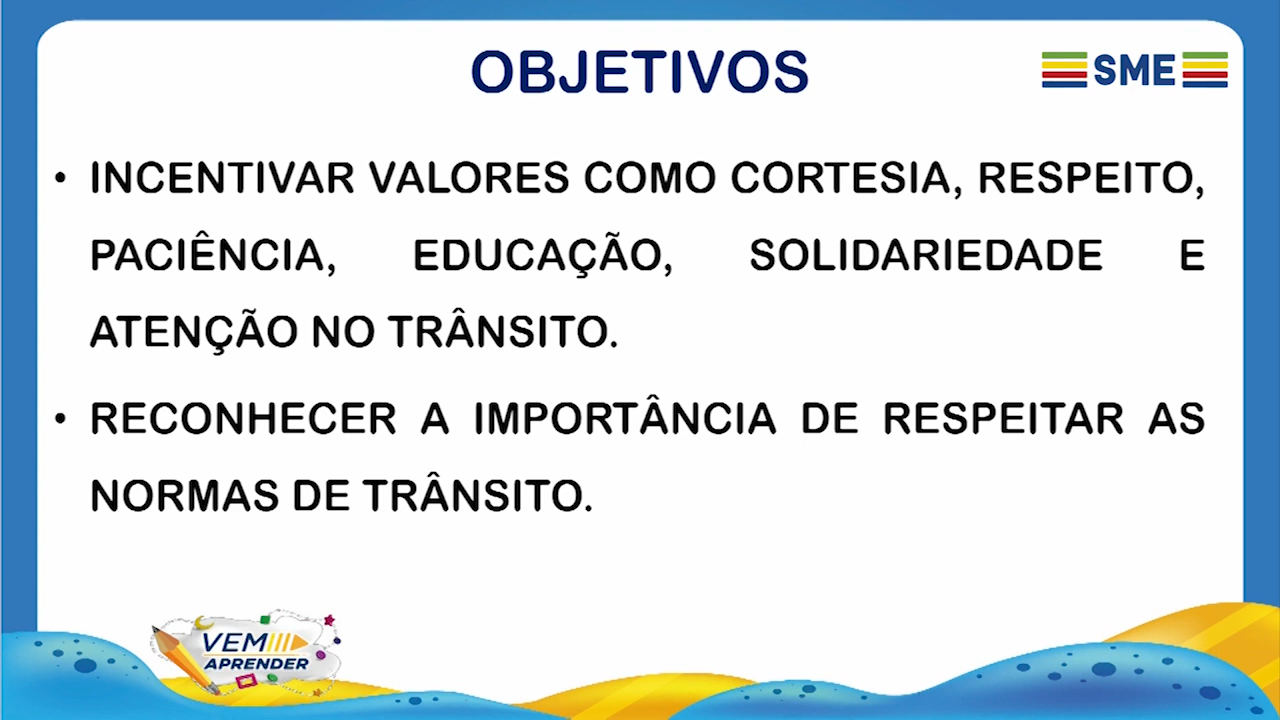 OBJETIVOS
SME
• INCENTIVAR VALORES COMO CORTESIA, RESPEITO,
PACIÊNCIA, EDUCAÇÃO, SOLIDARIEDADE E
ATENÇÃO NO TRÂNSITO.
• RECONHECER A IMPORTÂNCIA DE RESPEITAR AS
NORMAS DE TRÂNSITO.
VEM
APRENDER